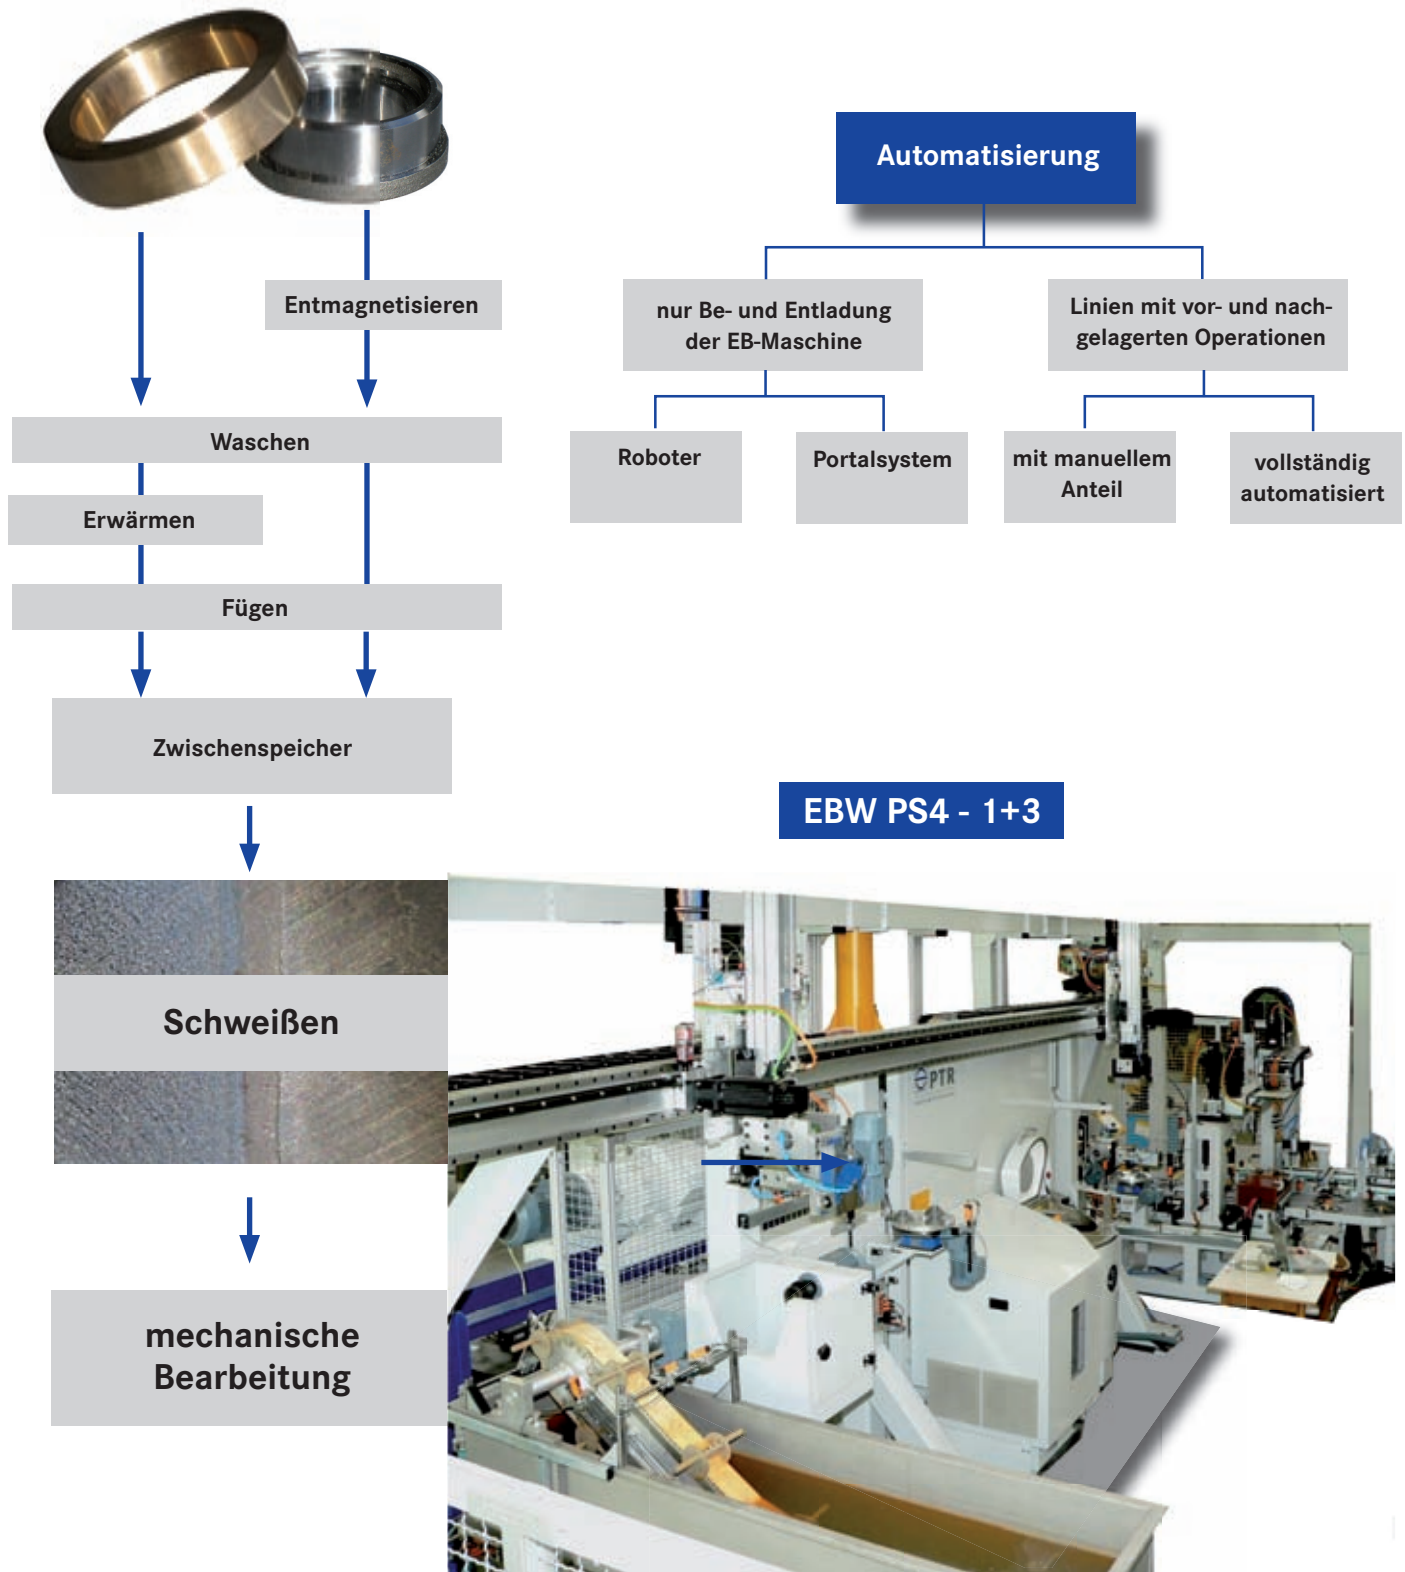 Entmagnetisieren
Waschen
Erwärmen
Fügen
Zwischenspeicher
Schweißen
mechanische
Bearbeitung
Automatisierung
nur Be- und Entladung
der EB-Maschine
Linien mit vor- und nach-
gelagerten Operationen
Roboter
Portalsystem
mit manuellem
Anteil
vollständig
automatisiert
EBW PS4 - 1+3
PTR